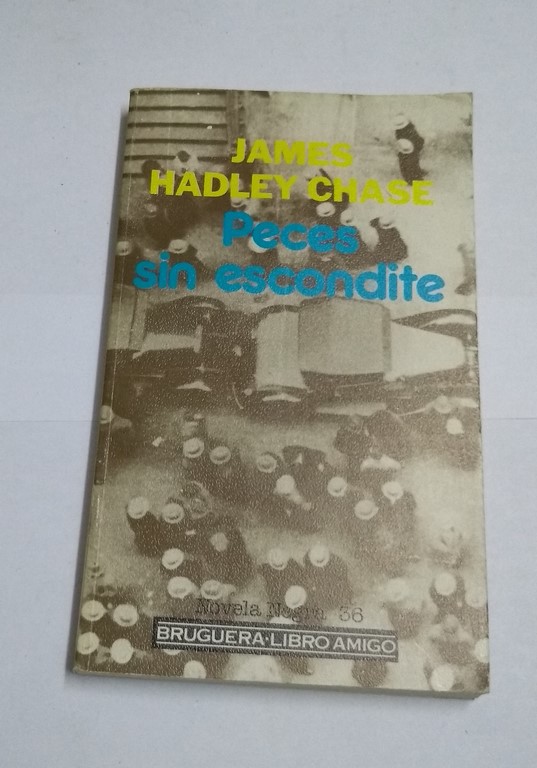 JAMES
HADLEY CHASE
Peces
sin escondite
Novela Negra 36
BRUGUERA·LIBRO AMIGO